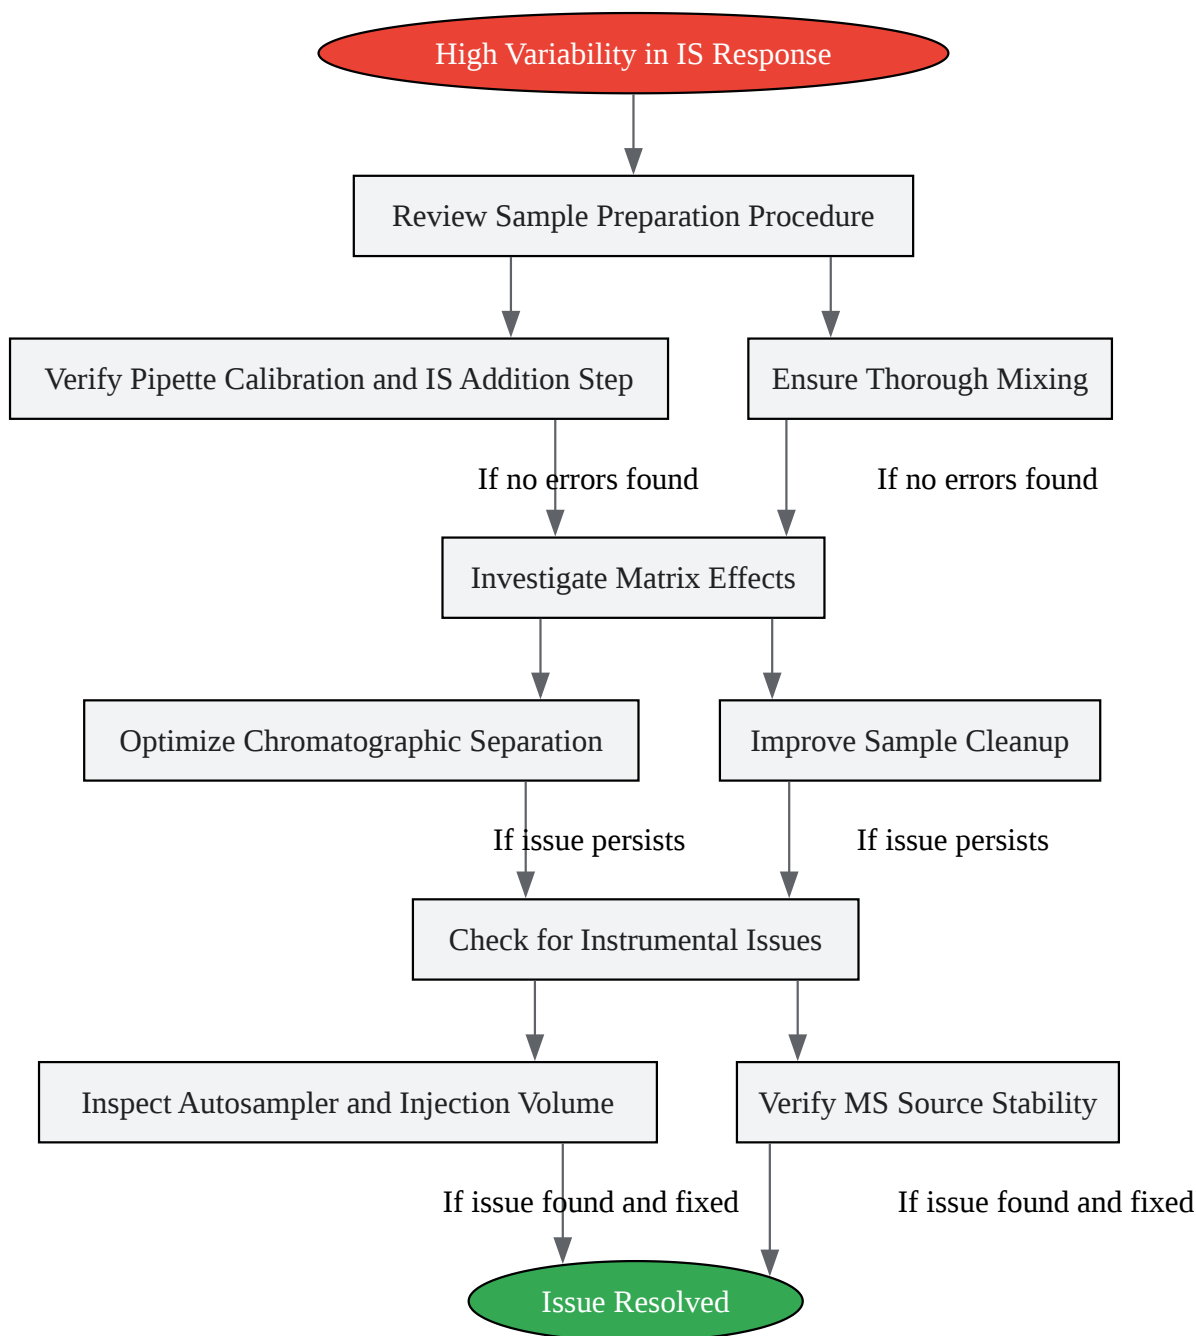 High Variability in IS Response
Review Sample Preparation Procedure
Verify Pipette Calibration and IS Addition Step
Ensure Thorough Mixing
If no errors found
If no errors found
Investigate Matrix Effects
Optimize Chromatographic Separation
Improve Sample Cleanup
If issue persists
If issue persists
Check for Instrumental Issues
Inspect Autosampler and Injection Volume
Verify MS Source Stability
If issue found and fixed
If issue found and fixed
Issue Resolved